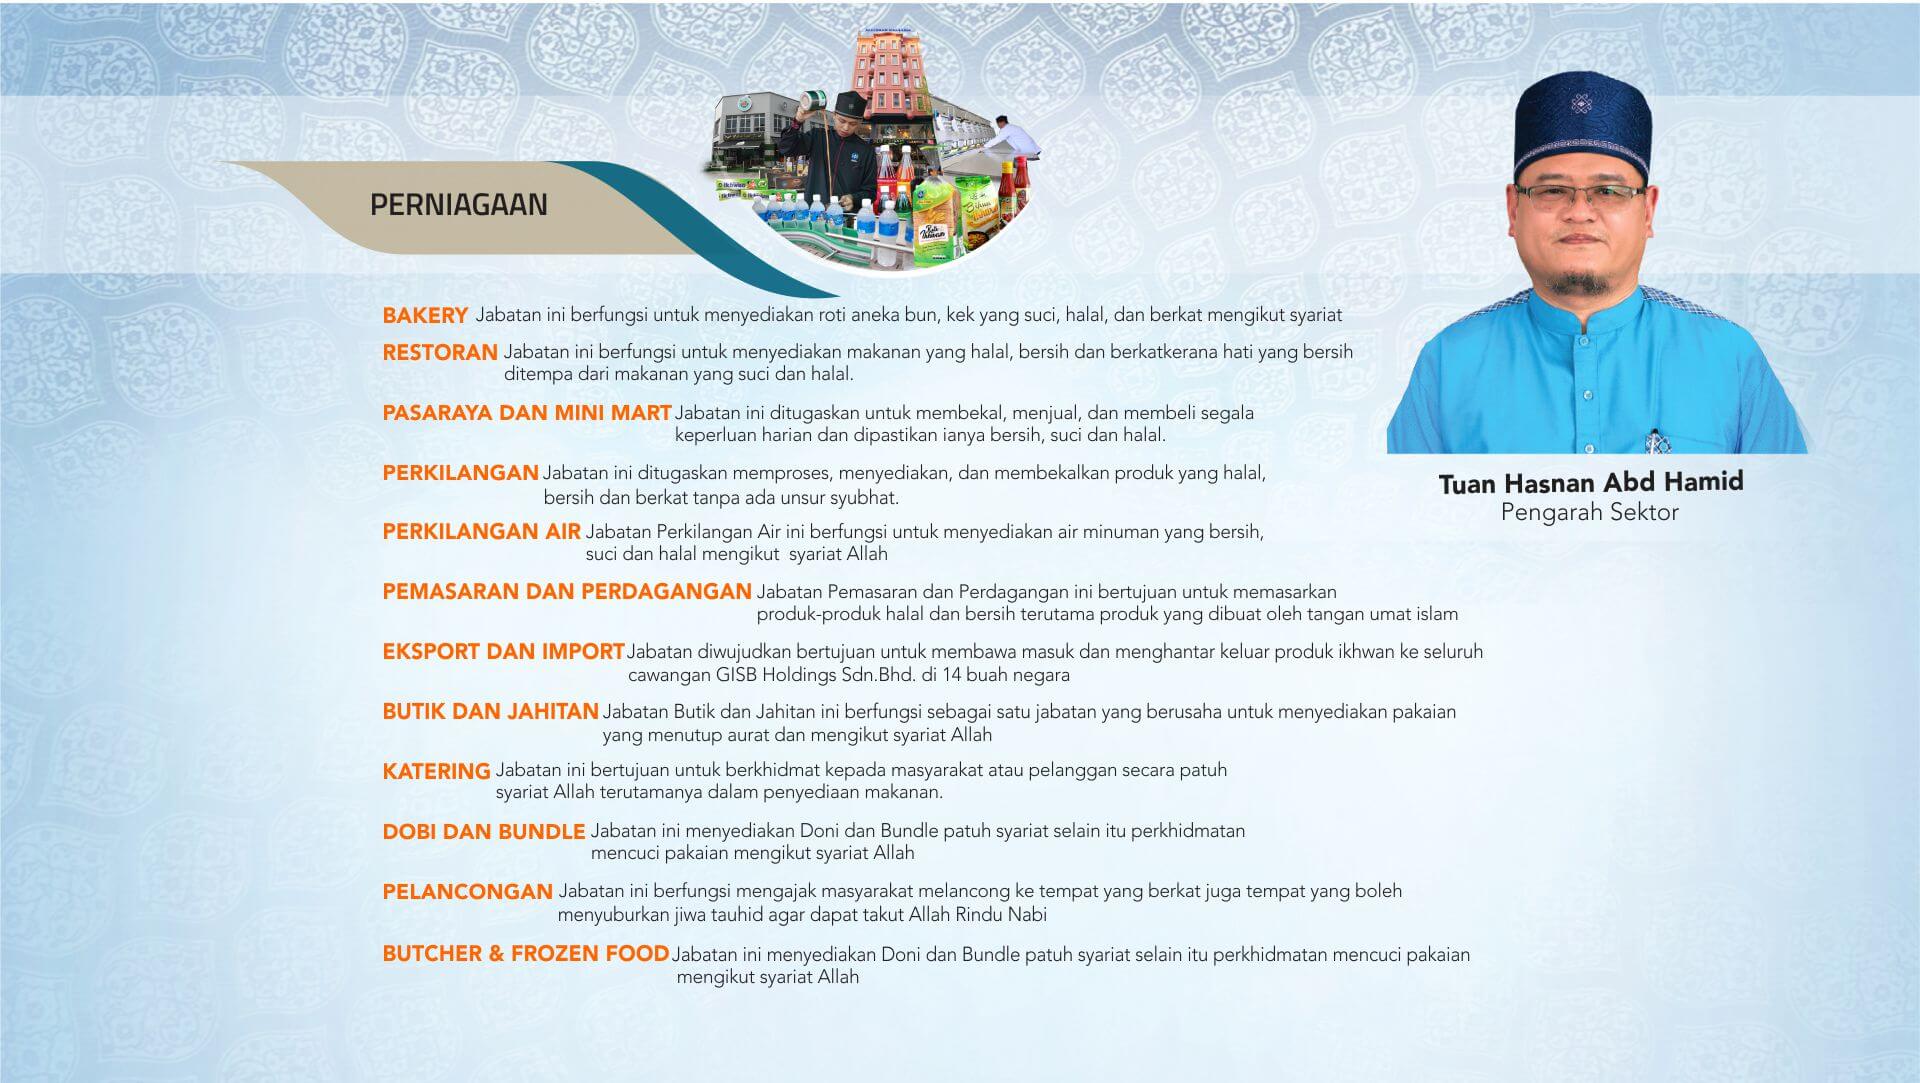 PERNIAGAAN
BAKERY Jabatan ini berfungsi untuk menyediakan roti aneka bun, kek yang suci, halal, dan berkat mengikut syariat
RESTORAN Jabatan ini berfungsi untuk menyediakan makanan yang halal, bersih dan berkatkerana hati yang bersih
ditempa dari makanan yang suci dan halal.
PASARAYA DAN MINI MART Jabatan ini ditugaskan untuk membekal, menjual, dan membeli segala
keperluan harian dan dipastikan ianya bersih, suci dan halal.
PERKILANGAN Jabatan ini ditugaskan memproses, menyediakan, dan membekalkan produk yang halal,
bersih dan berkat tanpa ada unsur syubhat.
PERKILANGAN AIR Jabatan Perkilangan Air ini berfungsi untuk menyediakan air minuman yang bersih,
suci dan halal mengikut syariat Allah
PEMASARAN DAN PERDAGANGAN Jabatan Pemasaran dan Perdagangan ini bertujuan untuk memasarkan
produk-produk halal dan bersih terutama produk yang dibuat oleh tangan umat islam
EKSPORT DAN IMPORT Jabatan diwujudkan bertujuan untuk membawa masuk dan menghantar keluar produk ikhwan ke seluruh
cawangan GISB Holdings Sdn.Bhd. di 14 buah negara
BUTIK DAN JAHITAN Jabatan Butik dan Jahitan ini berfungsi sebagai satu jabatan yang berusaha untuk menyediakan pakaian
yang menutup aurat dan mengikut syariat Allah
KATERING Jabatan ini bertujuan untuk berkhidmat kepada masyarakat atau pelanggan secara patuh
syariat Allah terutamanya dalam penyediaan makanan.
DOBI DAN BUNDLE Jabatan ini menyediakan Doni dan Bundle patuh syariat selain itu perkhidmatan
mencuci pakaian mengikut syariat Allah
PELANCONGAN Jabatan ini berfungsi mengajak masyarakat melancong ke tempat yang berkat juga tempat yang boleh
menyuburkan jiwa tauhid agar dapat takut Allah Rindu Nabi
BUTCHER & FROZEN FOOD Jabatan ini menyediakan Doni dan Bundle patuh syariat selain itu perkhidmatan mencuci pakaian
mengikut syariat Allah
Tuan Hasnan Abd Hamid
Pengarah Sektor
Roti
Ikhwan
Bihun